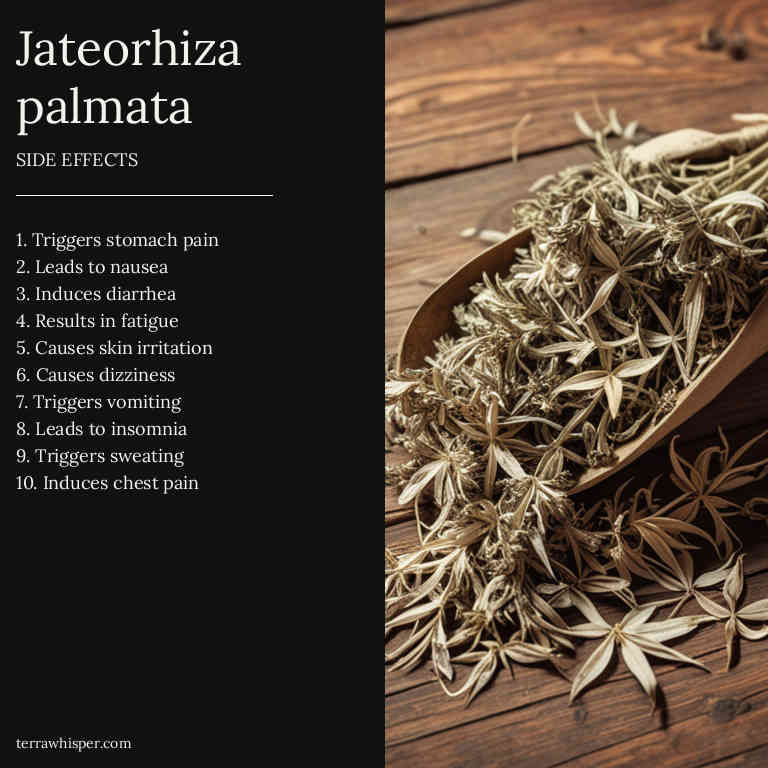 Jateorhiza
palmata
SIDE EFFECTS
1. Triggers stomach pain
2. Leads to nausea
3. Induces diarrhea
4. Results in fatigue
5. Causes skin irritation
6. Causes dizziness
7. Triggers vomiting
8. Leads to insomnia
9. Triggers sweating
10. Induces chest pain
terrawhisper.com